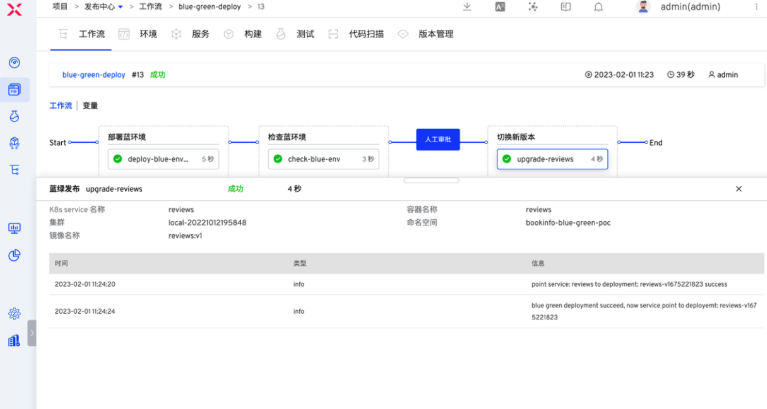 项目 > 发布中心 > 工作流 > blue-green-deploy > 13
admin(admin)
工作流 环境 服务 构建 测试 代码扫描 版本管理
blue-green-deploy #13 成功 2023-02-01 11:23 39 秒 admin
工作流 | 变量
部署蓝环境 检查蓝环境 人工审批 切换新版本
Start End
deploy-blue-env... 5 秒 check-blue-env 3 秒 upgrade-reviews 4 秒
蓝绿发布 upgrade-reviews 成功 4 秒
K8s service 名称 reviews 容器名称 reviews
集群 local-20221012195848 命名空间 bookinfo-blue-green-poc
镜像名称 reviews:v1
时间 类型 信息
2023-02-01 11:24:20 info point service: reviews to deployment: reviews-v1675221823 success
2023-02-01 11:24:24 info blue green deployment succeed, now service point to deployemt: reviews-v167
5221823